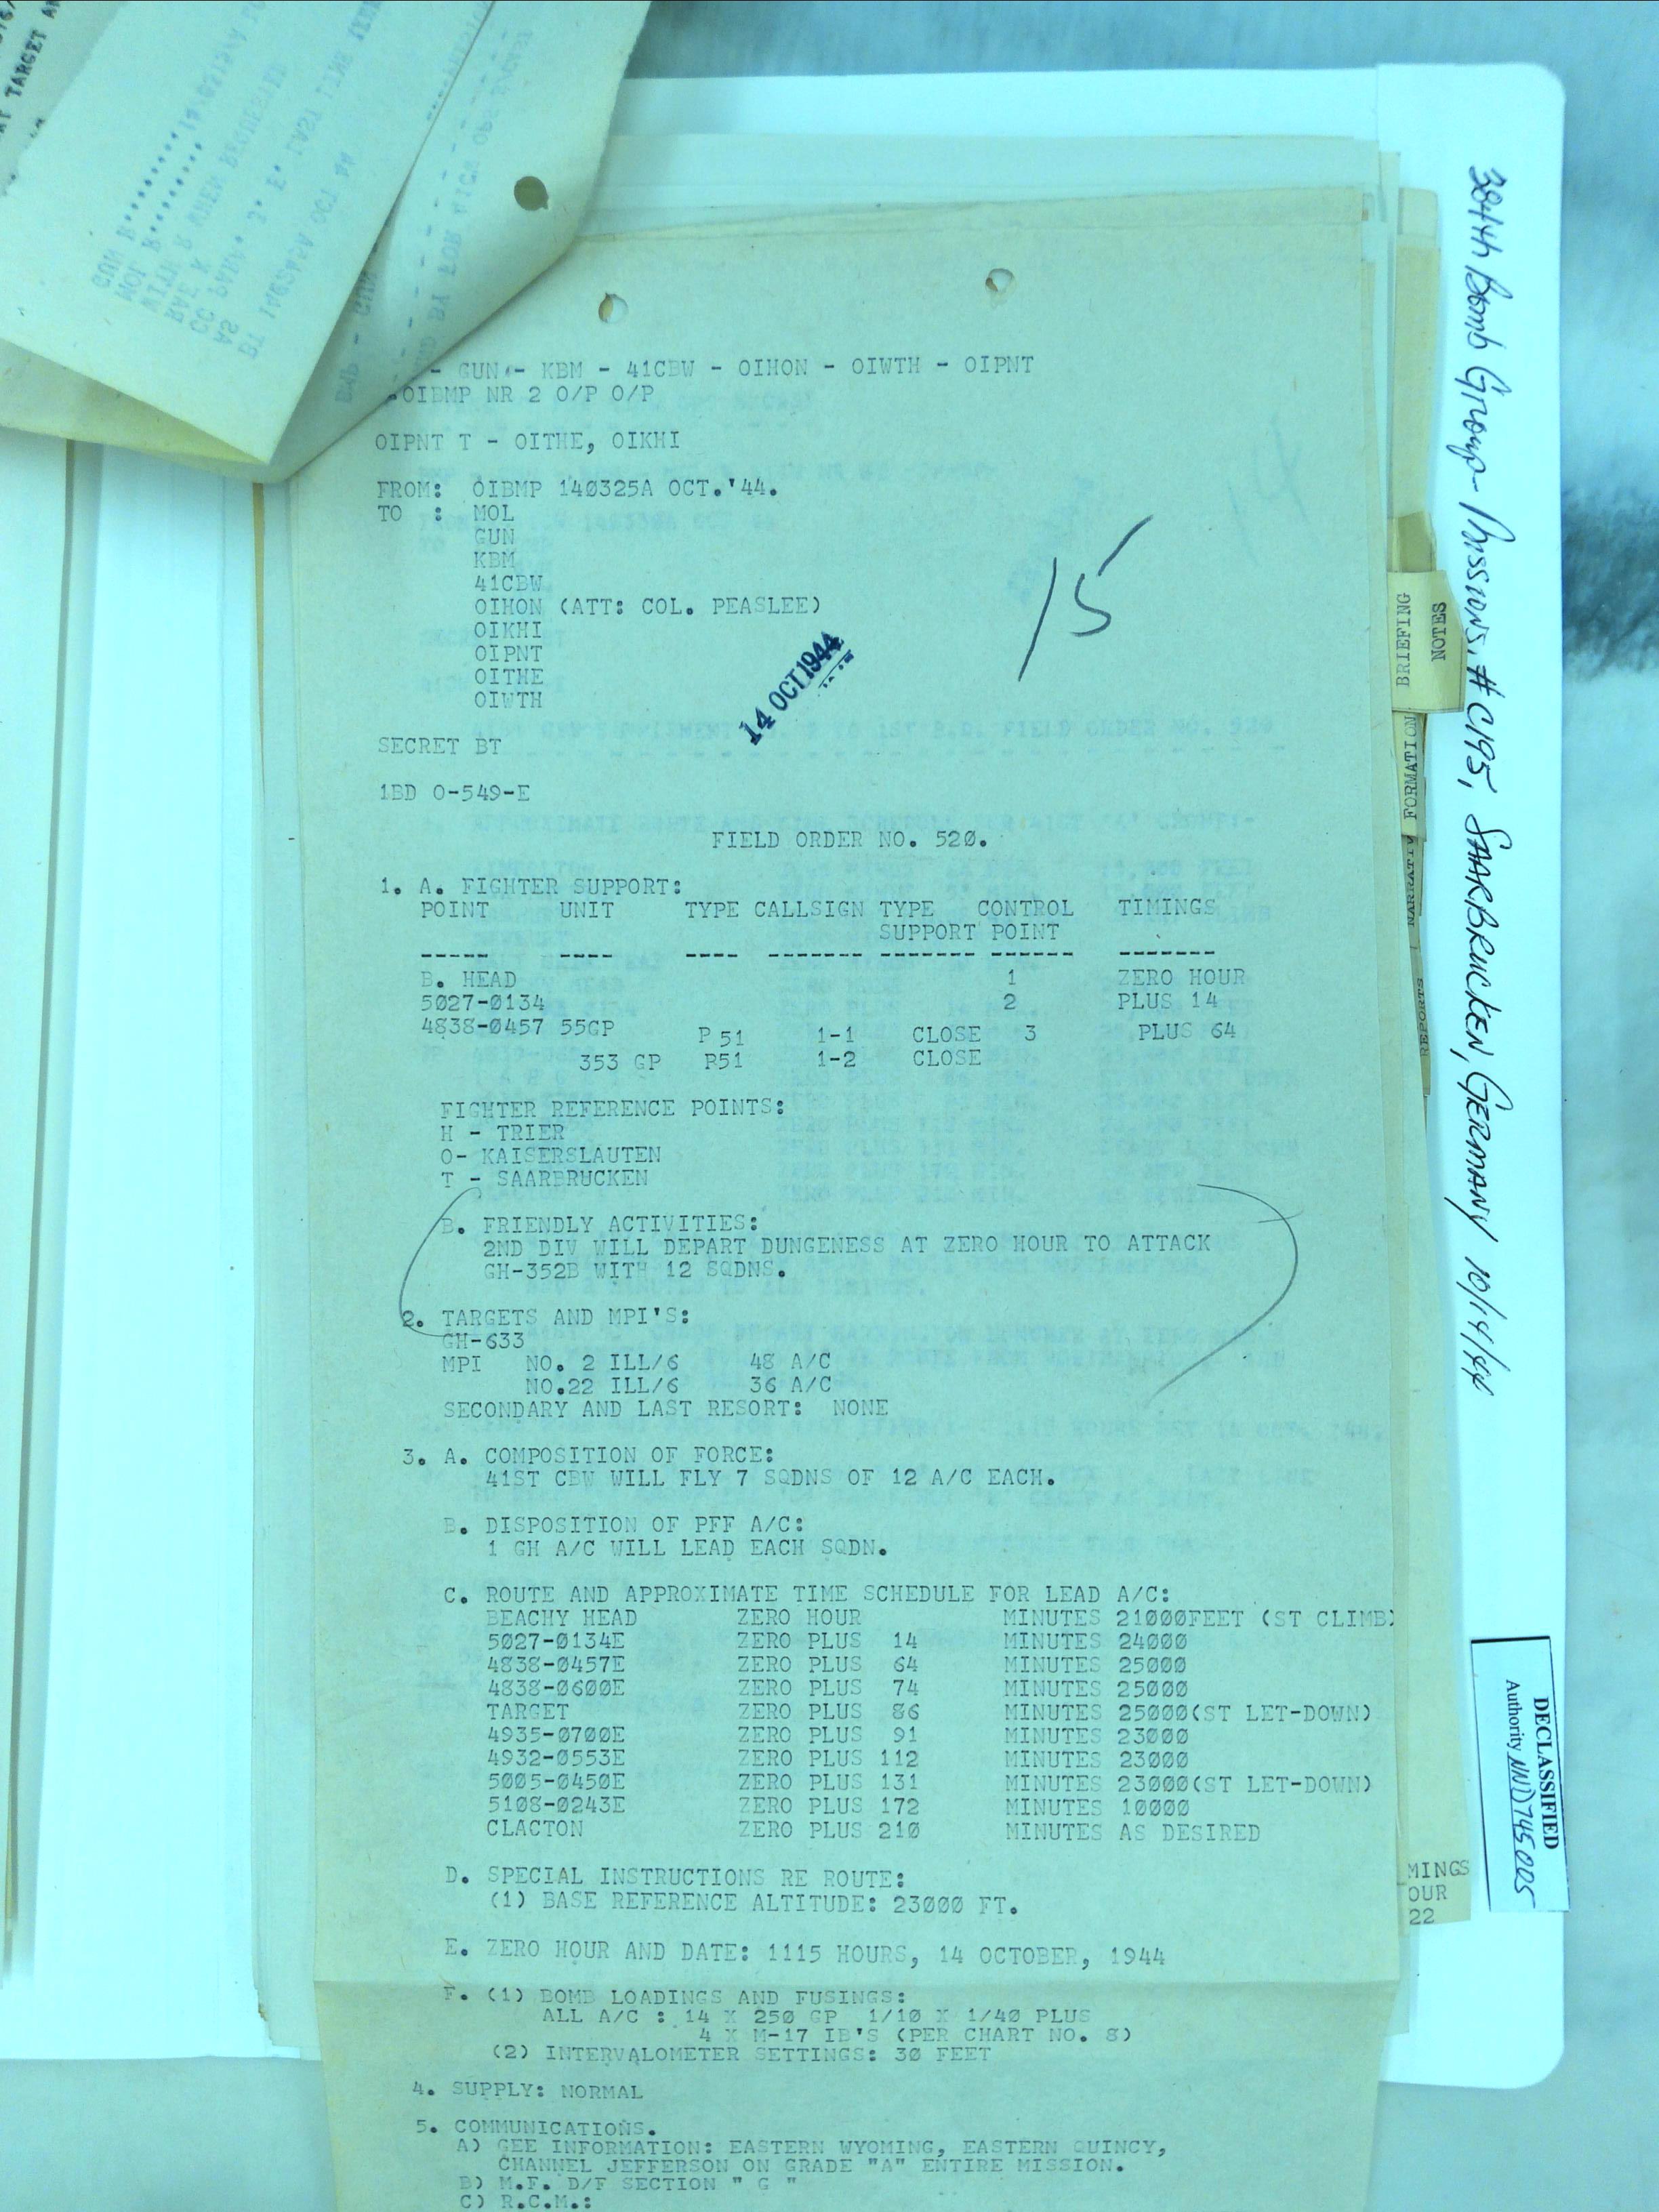 - GUN - KBM - 41CBW - OIHON - OIWTH - OIPNT
OIBMP NR 2 O/P O/P
OIPNT T - OITHE, OIKHI
FROM: OIBMP 140325A OCT. '44.
TO : MOL
GUN
KBM
41CBW
OIHON (ATT: COL. PEASLEE)
OIKHI
OIPNT
OITHE
OIWTH
15
14 OCT 1944
SECRET BT
1BD O-549-E
FIELD ORDER NO. 520.
1. A. FIGHTER SUPPORT:
POINT UNIT TYPE CALLSIGN TYPE CONTROL TIMINGS
SUPPORT POINT
----- ---- ---- ------- ------- ------ -------
B. HEAD 1 ZERO HOUR
5027-0134 2 PLUS 14
4838-0457 55GP P 51 1-1 CLOSE 3 PLUS 64
353 GP P51 1-2 CLOSE
FIGHTER REFERENCE POINTS:
H - TRIER
O- KAISERSLAUTEN
T - SAARBRUCKEN
B. FRIENDLY ACTIVITIES:
2ND DIV WILL DEPART DUNGENESS AT ZERO HOUR TO ATTACK
GH-352B WITH 12 SQDNS.
2. TARGETS AND MPI'S:
GH-633
MPI NO. 2 ILL/6 48 A/C
NO.22 ILL/6 36 A/C
SECONDARY AND LAST RESORT: NONE
3. A. COMPOSITION OF FORCE:
41ST CBW WILL FLY 7 SQDNS OF 12 A/C EACH.
B. DISPOSITION OF PFF A/C:
1 GH A/C WILL LEAD EACH SQDN.
C. ROUTE AND APPROXIMATE TIME SCHEDULE FOR LEAD A/C:
BEACHY HEAD ZERO HOUR MINUTES 21000FEET (ST CLIMB)
5027-0134E ZERO PLUS 14 MINUTES 24000
4838-0457E ZERO PLUS 64 MINUTES 25000
4838-0600E ZERO PLUS 74 MINUTES 25000
TARGET ZERO PLUS 86 MINUTES 25000(ST LET-DOWN)
4935-0700E ZERO PLUS 91 MINUTES 23000
4932-0553E ZERO PLUS 112 MINUTES 23000
5005-0450E ZERO PLUS 131 MINUTES 23000(ST LET-DOWN)
5108-0243E ZERO PLUS 172 MINUTES 10000
CLACTON ZERO PLUS 210 MINUTES AS DESIRED
D. SPECIAL INSTRUCTIONS RE ROUTE:
(1) BASE REFERENCE ALTITUDE: 23000 FT.
E. ZERO HOUR AND DATE: 1115 HOURS, 14 OCTOBER, 1944
F. (1) BOMB LOADINGS AND FUSINGS:
ALL A/C : 14 X 250 GP 1/10 X 1/40 PLUS
4 X M-17 IB'S (PER CHART NO. 8)
(2) INTERVALOMETER SETTINGS: 30 FEET
4. SUPPLY: NORMAL
5. COMMUNICATIONS.
A) GEE INFORMATION: EASTERN WYOMING, EASTERN QUINCY,
CHANNEL JEFFERSON ON GRADE "A" ENTIRE MISSION.
B) M.F. D/F SECTION " G "
C) R.C.M.:
384th Bomb Group - Missions, #C195, SAARBRUCKEN, GERMANY 10/14/44
BRIEFING
NOTES
FORMATION
NARRATIV
REPORTS
DECLASSIFIED
Authority NND745005
MINGS
OUR
22
TARGET